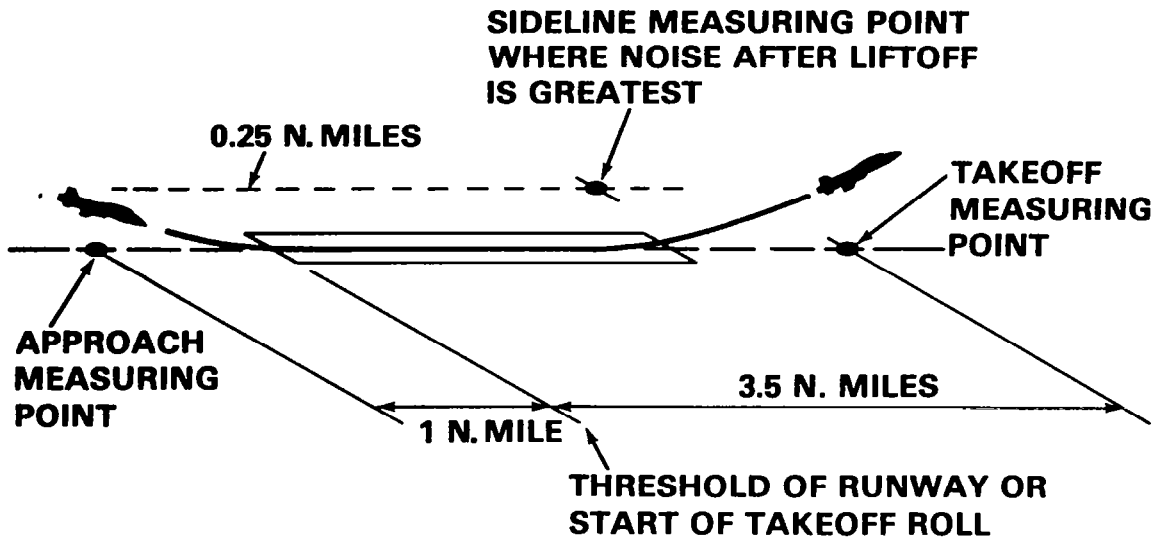 SIDELINE MEASURING POINT
WHERE NOISE AFTER LIFTOFF
IS GREATEST
0.25 N. MILES
TAKEOFF
MEASURING
POINT
APPROACH
MEASURING
POINT
3.5 N. MILES
1 N. MILE
THRESHOLD OF RUNWAY OR
START OF TAKEOFF ROLL